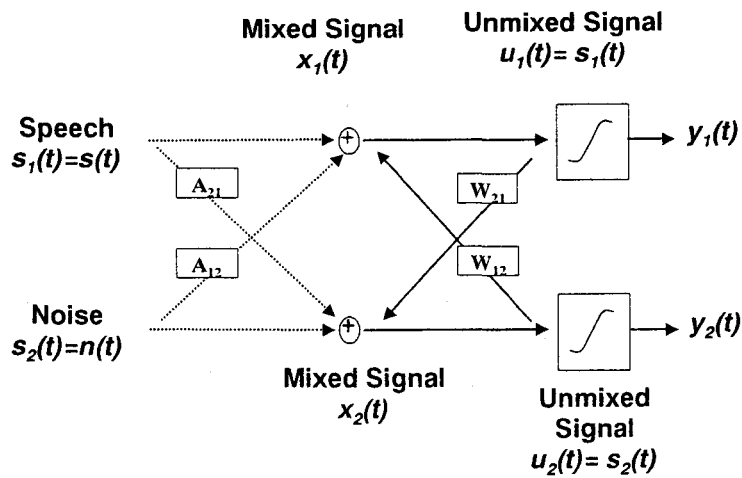 Mixed Signal
x₁(t)
Unmixed Signal
u₁(t)= s₁(t)
Speech
s₁(t)=s(t)
+
y₁(t)
A₂₁
W₂₁
A₁₂
W₁₂
Noise
s₂(t)=n(t)
+
y₂(t)
Mixed Signal
x₂(t)
Unmixed
Signal
u₂(t)= s₂(t)